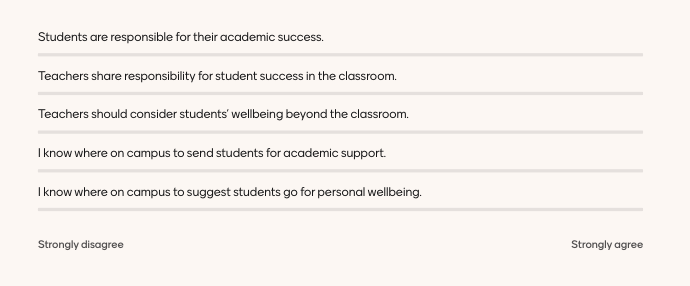 Students are responsible for their academic success.
Teachers share responsibility for student success in the classroom.
Teachers should consider students' wellbeing beyond the classroom.
I know where on campus to send students for academic support.
I know where on campus to suggest students go for personal wellbeing.
Strongly disagree
Strongly agree